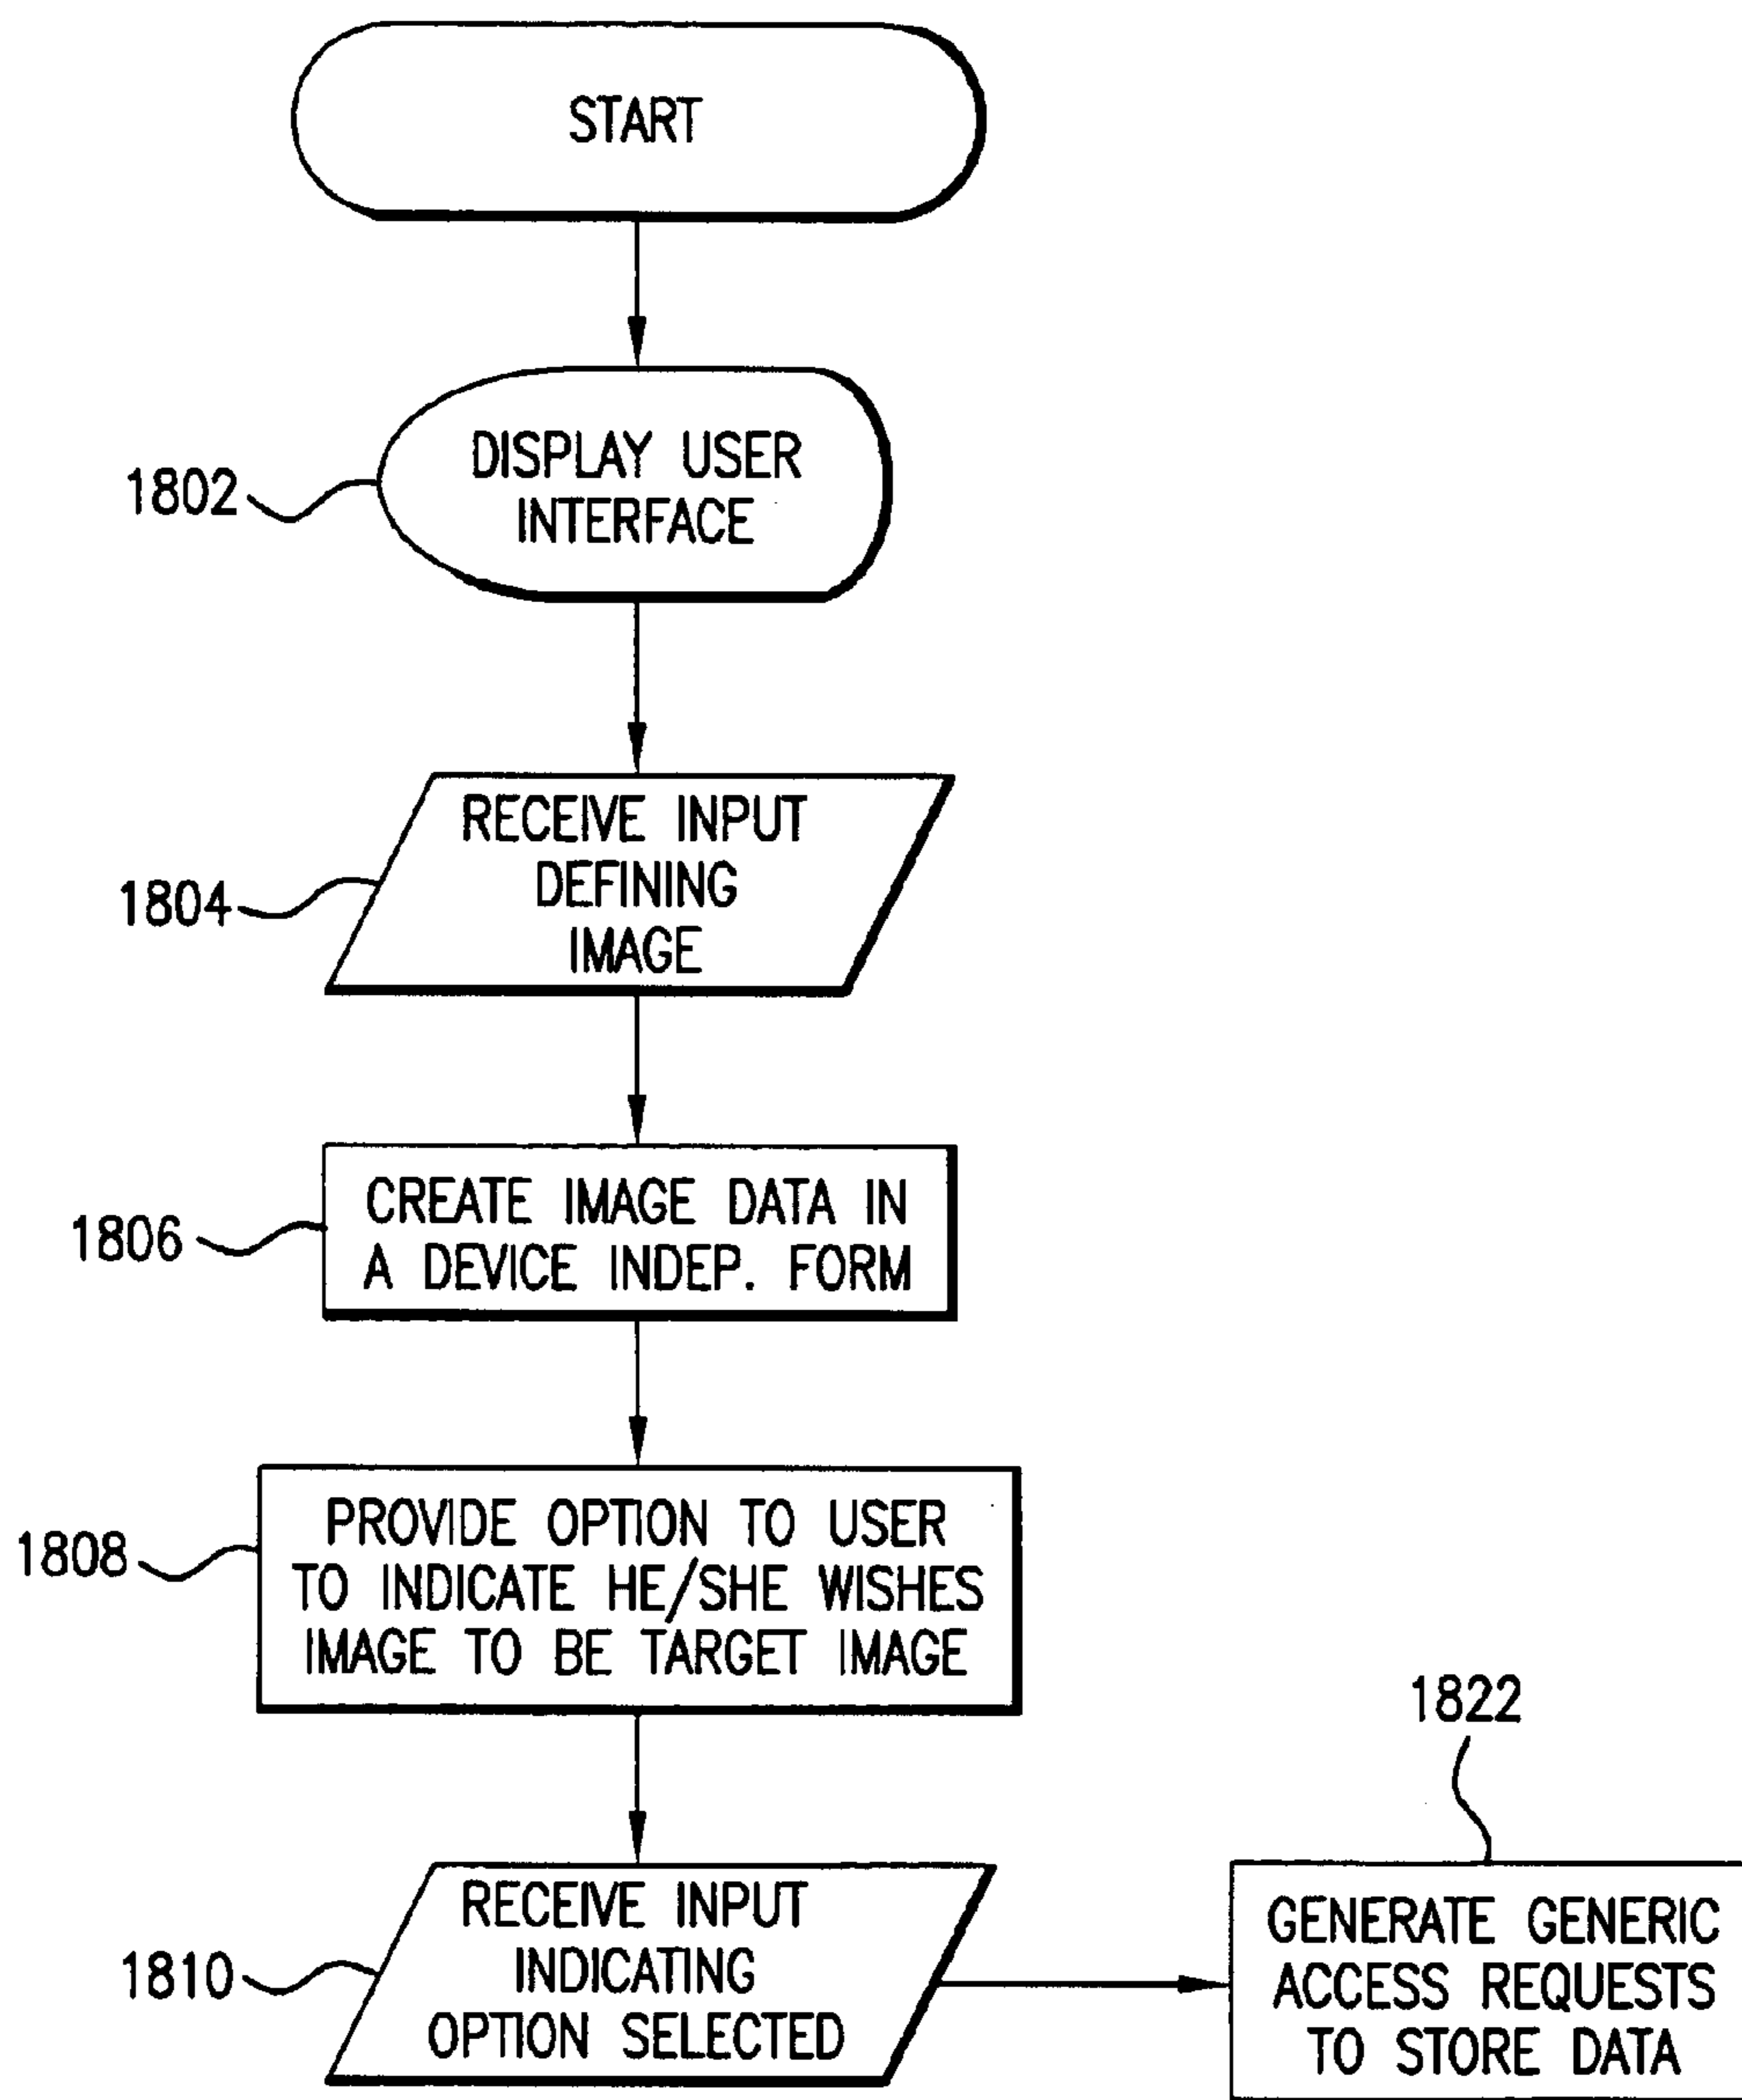 START
1802
DISPLAY USER
INTERFACE
1804
RECEIVE INPUT
DEFINING
IMAGE
1806
CREATE IMAGE DATA IN
A DEVICE INDEP. FORM
1808
PROVIDE OPTION TO USER
TO INDICATE HE/SHE WISHES
IMAGE TO BE TARGET IMAGE
1810
RECEIVE INPUT
INDICATING
OPTION SELECTED
1822
GENERATE GENERIC
ACCESS REQUESTS
TO STORE DATA